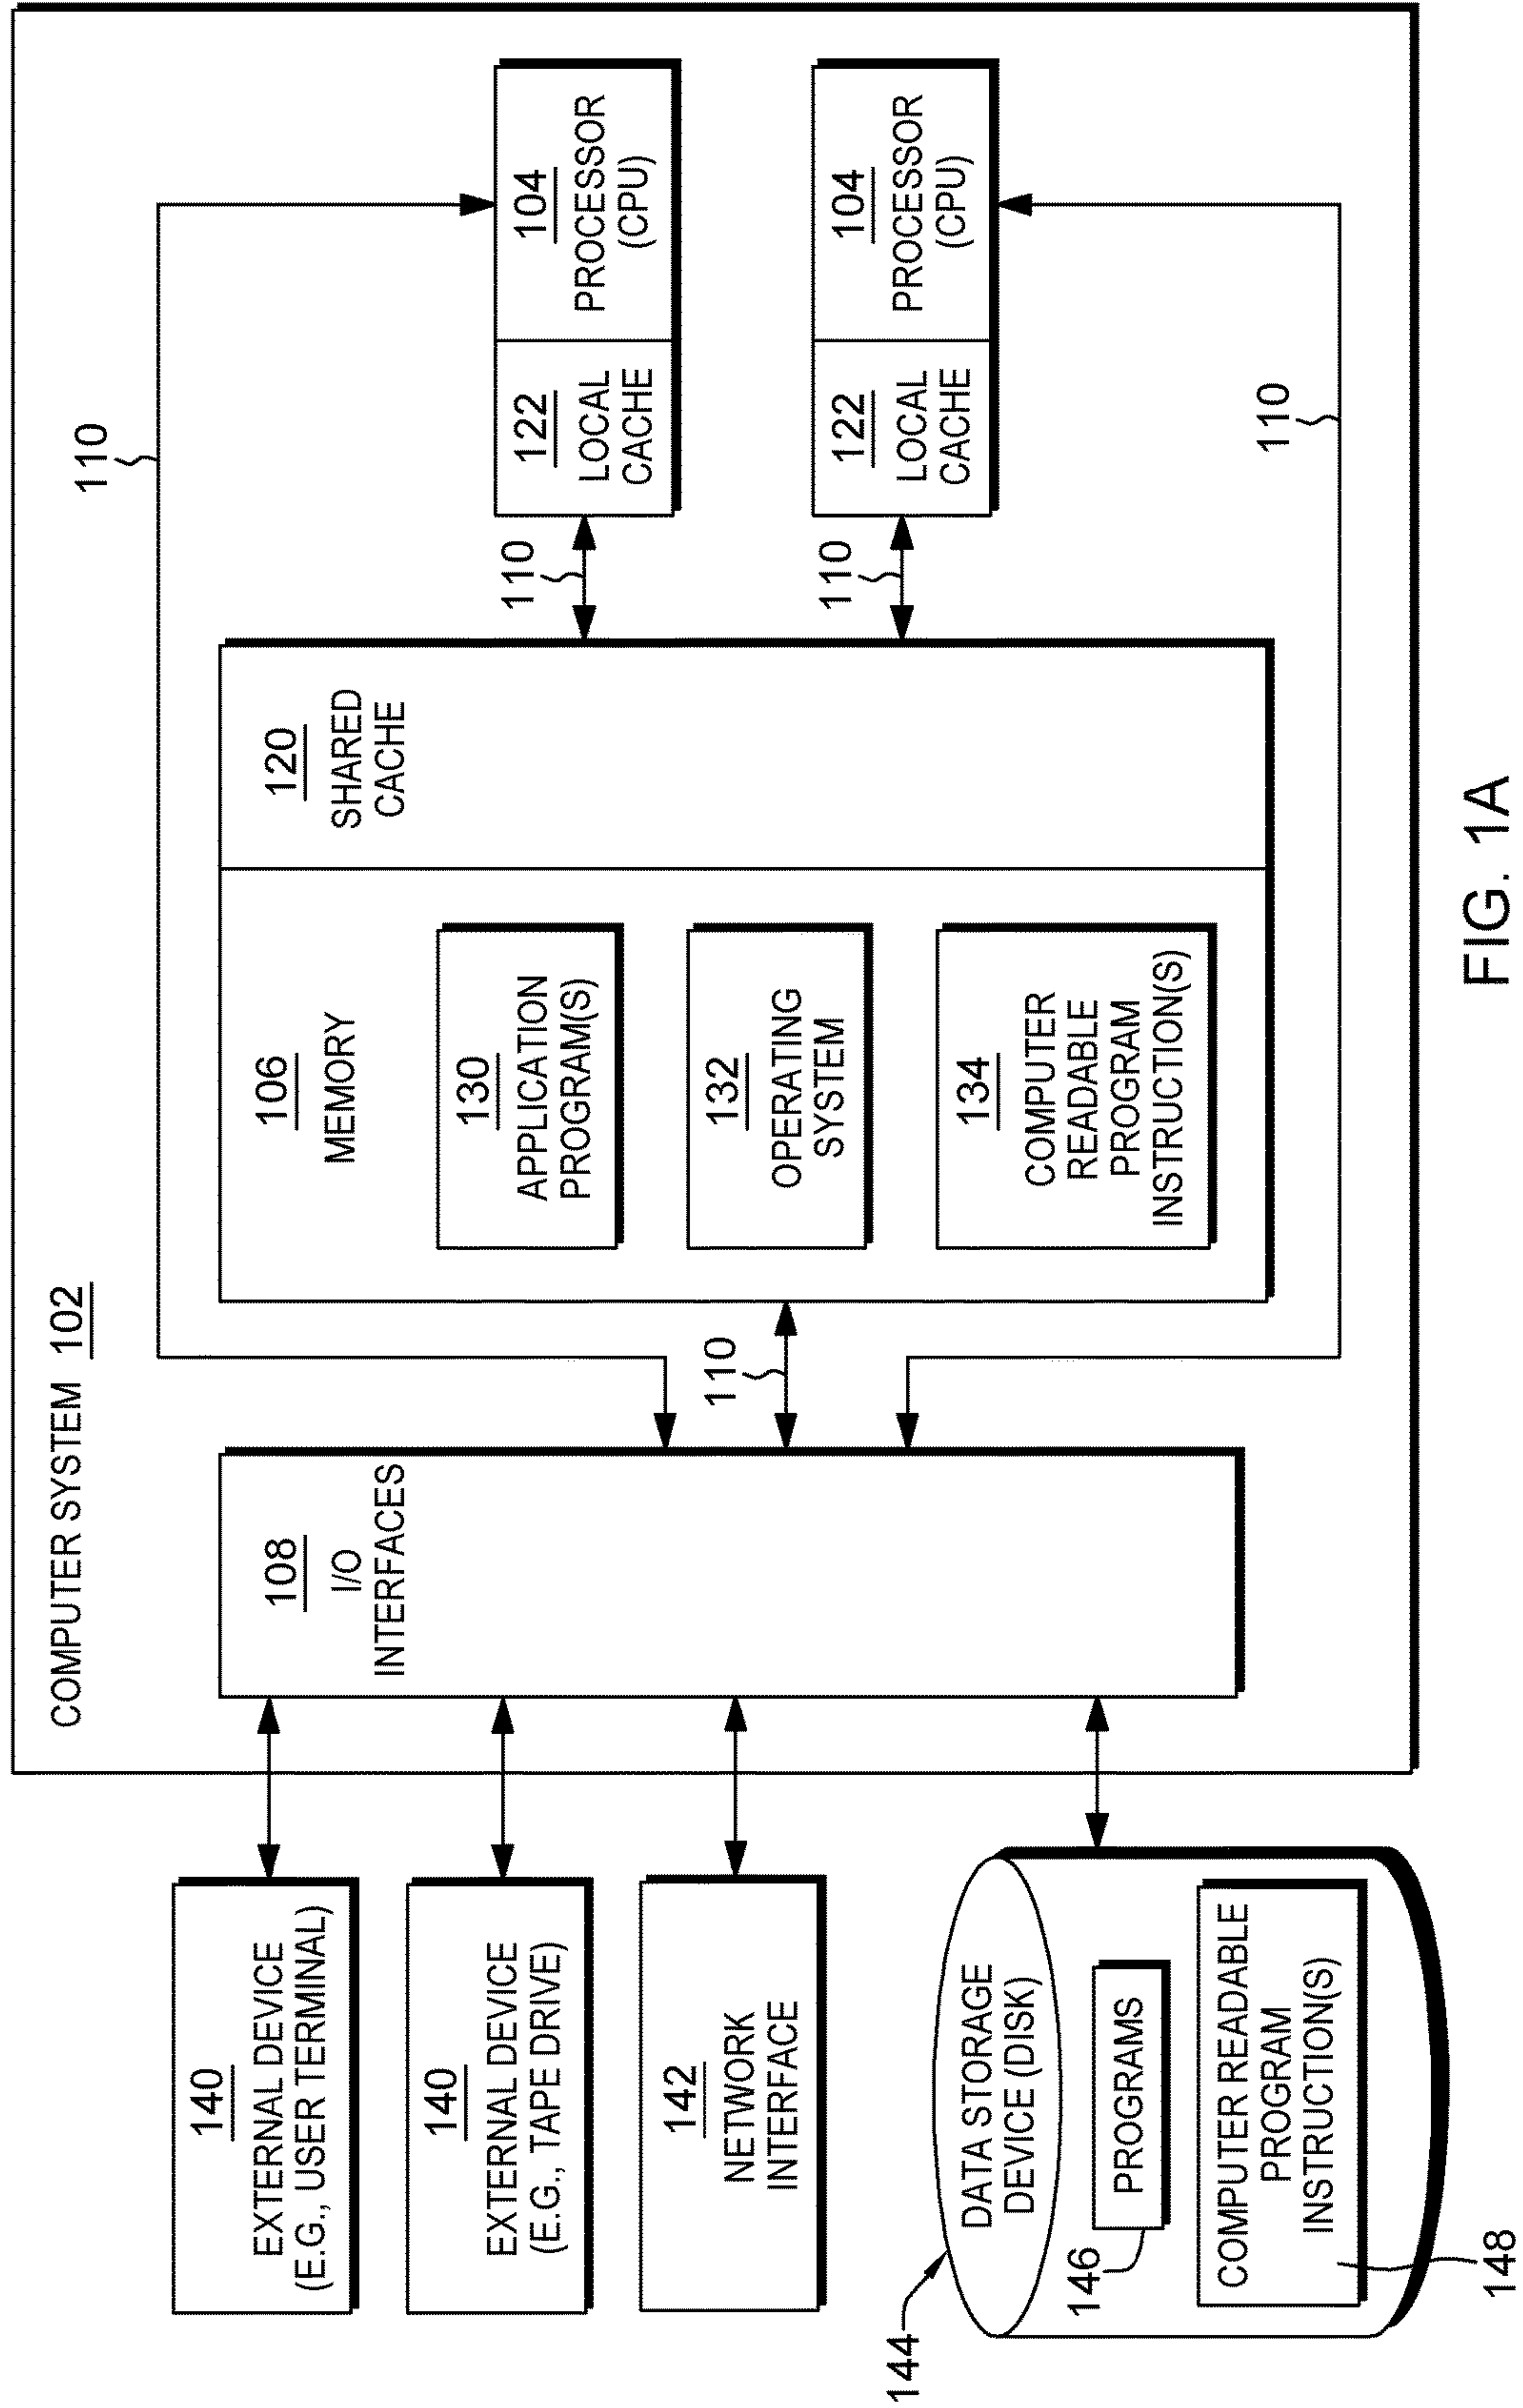 COMPUTER SYSTEM 102
110
104
PROCESSOR
(CPU)
122
LOCAL
CACHE
110
104
PROCESSOR
(CPU)
122
LOCAL
CACHE
110
110
120
SHARED
CACHE
106
MEMORY
130
APPLICATION
PROGRAM(S)
132
OPERATING
SYSTEM
134
COMPUTER
READABLE
PROGRAM
INSTRUCTION(S)
110
108
I/O
INTERFACES
140
EXTERNAL DEVICE
(E.G., USER TERMINAL)
140
EXTERNAL DEVICE
(E.G., TAPE DRIVE)
142
NETWORK
INTERFACE
144
DATA STORAGE
DEVICE (DISK)
146
PROGRAMS
COMPUTER READABLE
PROGRAM
INSTRUCTION(S)
148
FIG. 1A